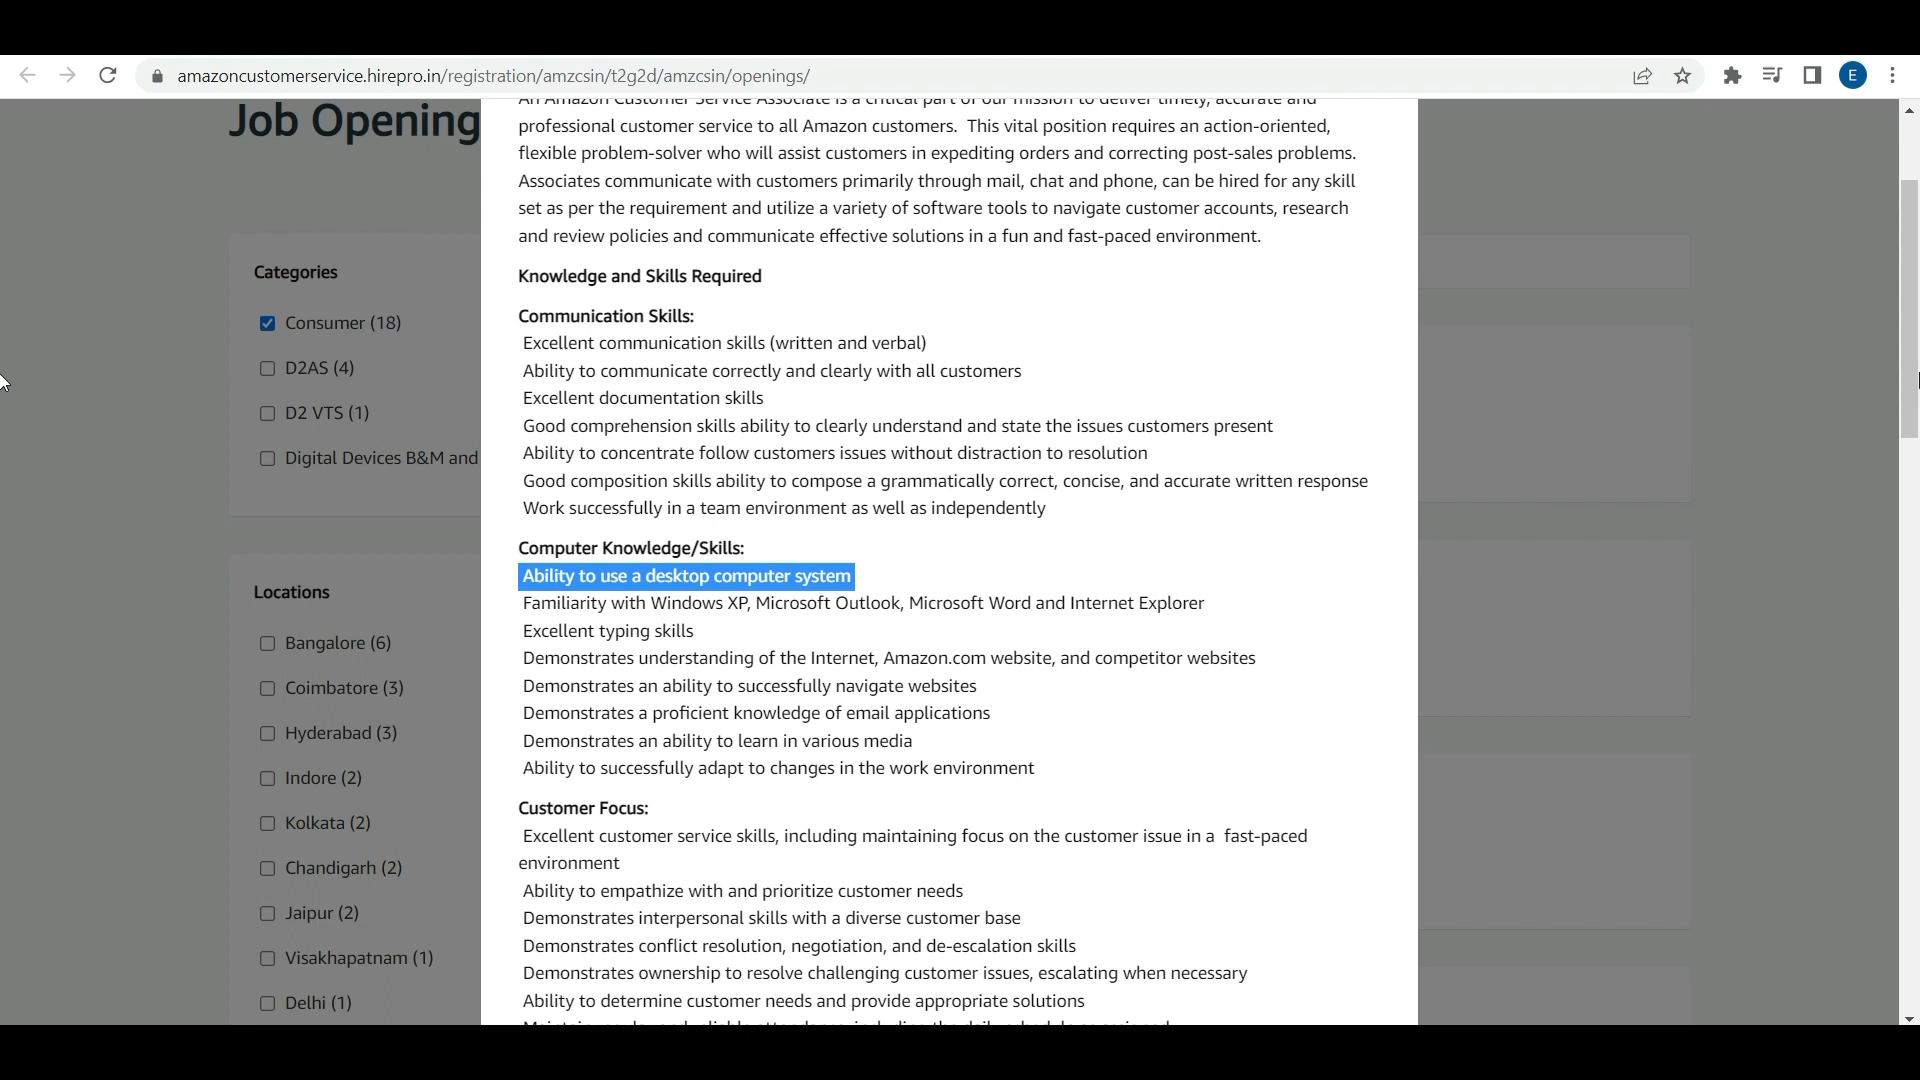 amazoncustomerservice.hirepro.in/registration/amzcsin/t2g2d/amzcsin/openings/
E
Job Opening
Categories
Consumer (18)
D2AS (4)
D2 VTS (1)
Digital Devices B&M and
Locations
Bangalore (6)
Coimbatore (3)
Hyderabad (3)
Indore (2)
Kolkata (2)
Chandigarh (2)
Jaipur (2)
Visakhapatnam (1)
Delhi (1)
An Amazon Customer Service Associate is a critical part of our mission to deliver timely, accurate and
professional customer service to all Amazon customers.  This vital position requires an action-oriented,
flexible problem-solver who will assist customers in expediting orders and correcting post-sales problems.
Associates communicate with customers primarily through mail, chat and phone, can be hired for any skill
set as per the requirement and utilize a variety of software tools to navigate customer accounts, research
and review policies and communicate effective solutions in a fun and fast-paced environment.
Knowledge and Skills Required
Communication Skills:
Excellent communication skills (written and verbal)
Ability to communicate correctly and clearly with all customers
Excellent documentation skills
Good comprehension skills ability to clearly understand and state the issues customers present
Ability to concentrate follow customers issues without distraction to resolution
Good composition skills ability to compose a grammatically correct, concise, and accurate written response
Work successfully in a team environment as well as independently
Computer Knowledge/Skills:
Ability to use a desktop computer system
Familiarity with Windows XP, Microsoft Outlook, Microsoft Word and Internet Explorer
Excellent typing skills
Demonstrates understanding of the Internet, Amazon.com website, and competitor websites
Demonstrates an ability to successfully navigate websites
Demonstrates a proficient knowledge of email applications
Demonstrates an ability to learn in various media
Ability to successfully adapt to changes in the work environment
Customer Focus:
Excellent customer service skills, including maintaining focus on the customer issue in a  fast-paced
environment
Ability to empathize with and prioritize customer needs
Demonstrates interpersonal skills with a diverse customer base
Demonstrates conflict resolution, negotiation, and de-escalation skills
Demonstrates ownership to resolve challenging customer issues, escalating when necessary
Ability to determine customer needs and provide appropriate solutions